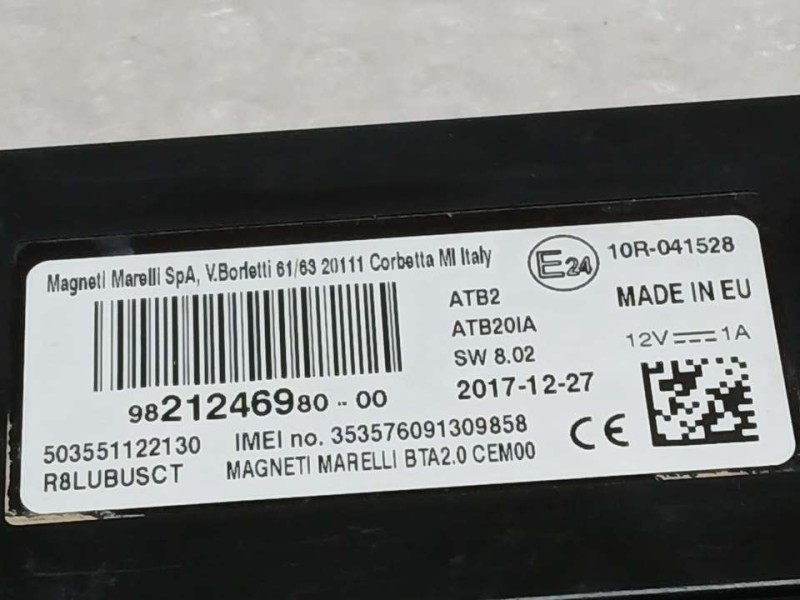 Magneti Marelli SpA, V.Borletti 61/63 20111 Corbetta MI Italy
E24
10R-041528
ATB2
MADE IN EU
ATB20IA
12V 1A
SW 8.02
9821246980-00
2017-12-27
503551122130
IMEI no. 353576091309858
CE
R8LUBUSCT
MAGNETI MARELLI BTA2.0 CEM00